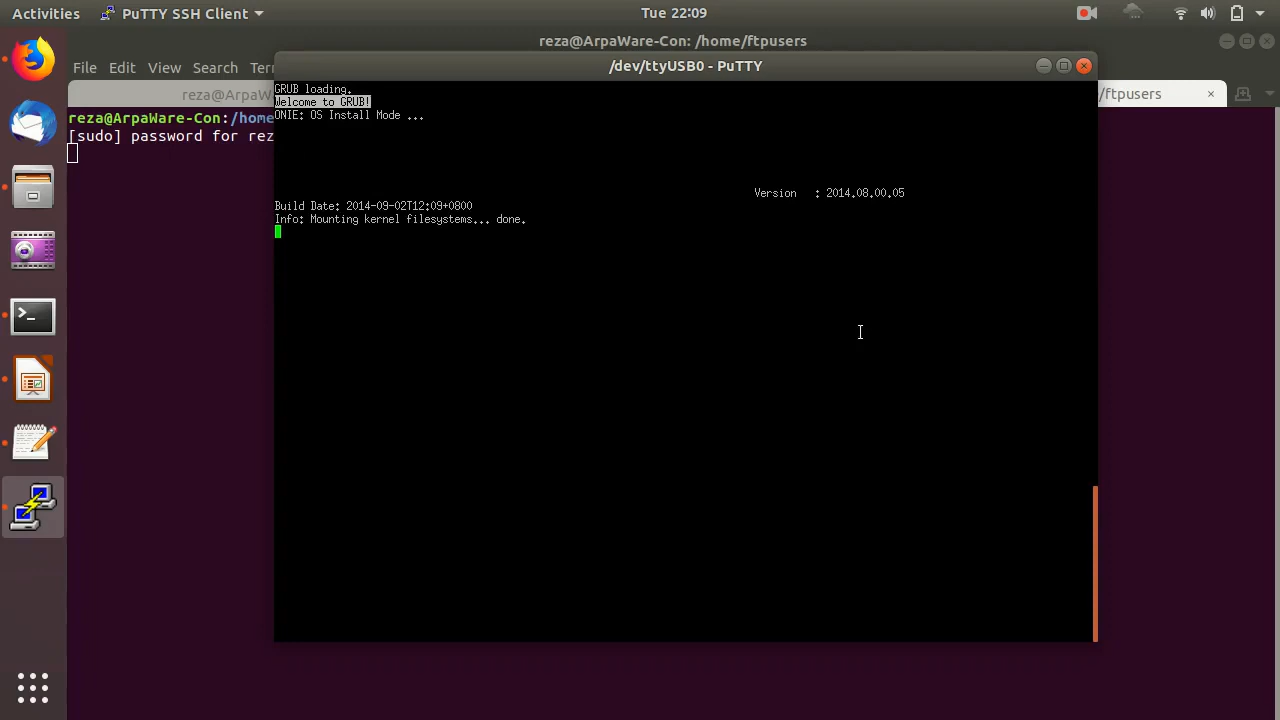 Activities
PuTTY SSH Client
Tue 22:09
reza@ArpaWare-Con: /home/ftpusers
File Edit View Search Ter
/dev/ttyUSB0 - PuTTY
reza@ArpaW
/ftpusers
reza@ArpaWare-Con:/home
[sudo] password for rez
GRUB loading.
Welcome to GRUB!
ONIE: OS Install Mode ...
Version : 2014.08.00.05
Build Date: 2014-09-02T12:09+0800
Info: Mounting kernel filesystems... done.